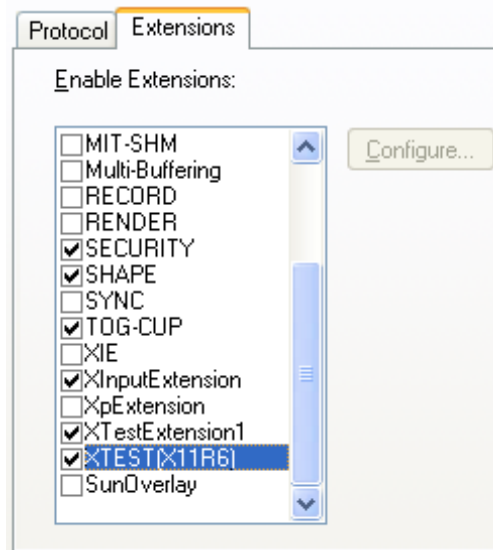 Protocol Extensions
Enable Extensions:
MIT-SHM
Configure...
Multi-Buffering
RECORD
RENDER
SECURITY
SHAPE
SYNC
TOG-CUP
XIE
XInputExtension
XpExtension
XTestExtension1
XTEST(X11R6)
SunOverlay